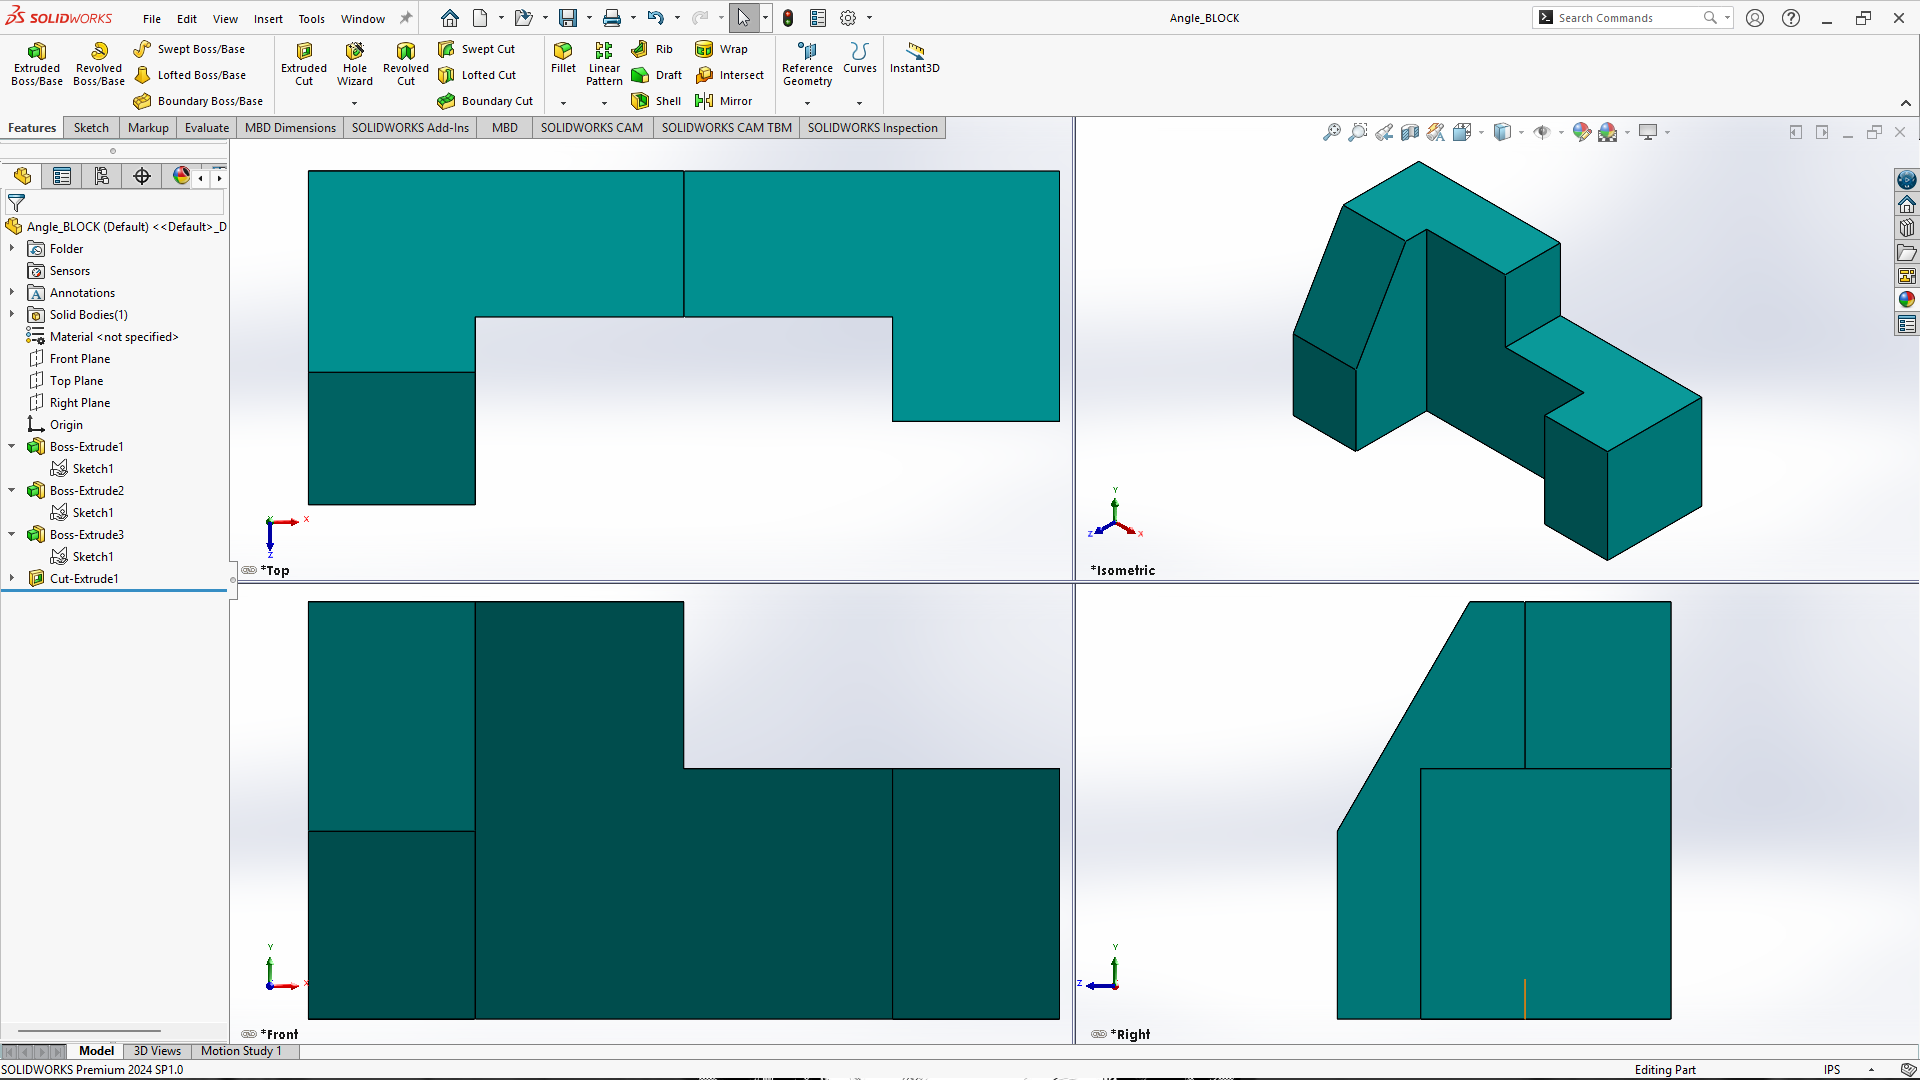 SOLIDWORKS File Edit View Insert Tools Window Angle_BLOCK Search Commands
Extruded Boss/Base
Revolved Boss/Base
Swept Boss/Base
Lofted Boss/Base
Boundary Boss/Base
Extruded Cut
Hole Wizard
Revolved Cut
Swept Cut
Lofted Cut
Boundary Cut
Fillet
Linear Pattern
Rib
Draft
Shell
Wrap
Intersect
Mirror
Reference Geometry
Curves
Instant3D
Features Sketch Markup Evaluate MBD Dimensions SOLIDWORKS Add-Ins MBD SOLIDWORKS CAM SOLIDWORKS CAM TBM SOLIDWORKS Inspection
Angle_BLOCK (Default) <<Default>_D
Folder
Sensors
Annotations
Solid Bodies(1)
Material <not specified>
Front Plane
Top Plane
Right Plane
Origin
Boss-Extrude1
Sketch1
Boss-Extrude2
Sketch1
Boss-Extrude3
Sketch1
Cut-Extrude1
X
Z
*Top
Y
Z
X
*Isometric
Y
X
*Front
Y
Z
*Right
Model 3D Views Motion Study 1
SOLIDWORKS Premium 2024 SP1.0 Editing Part IPS